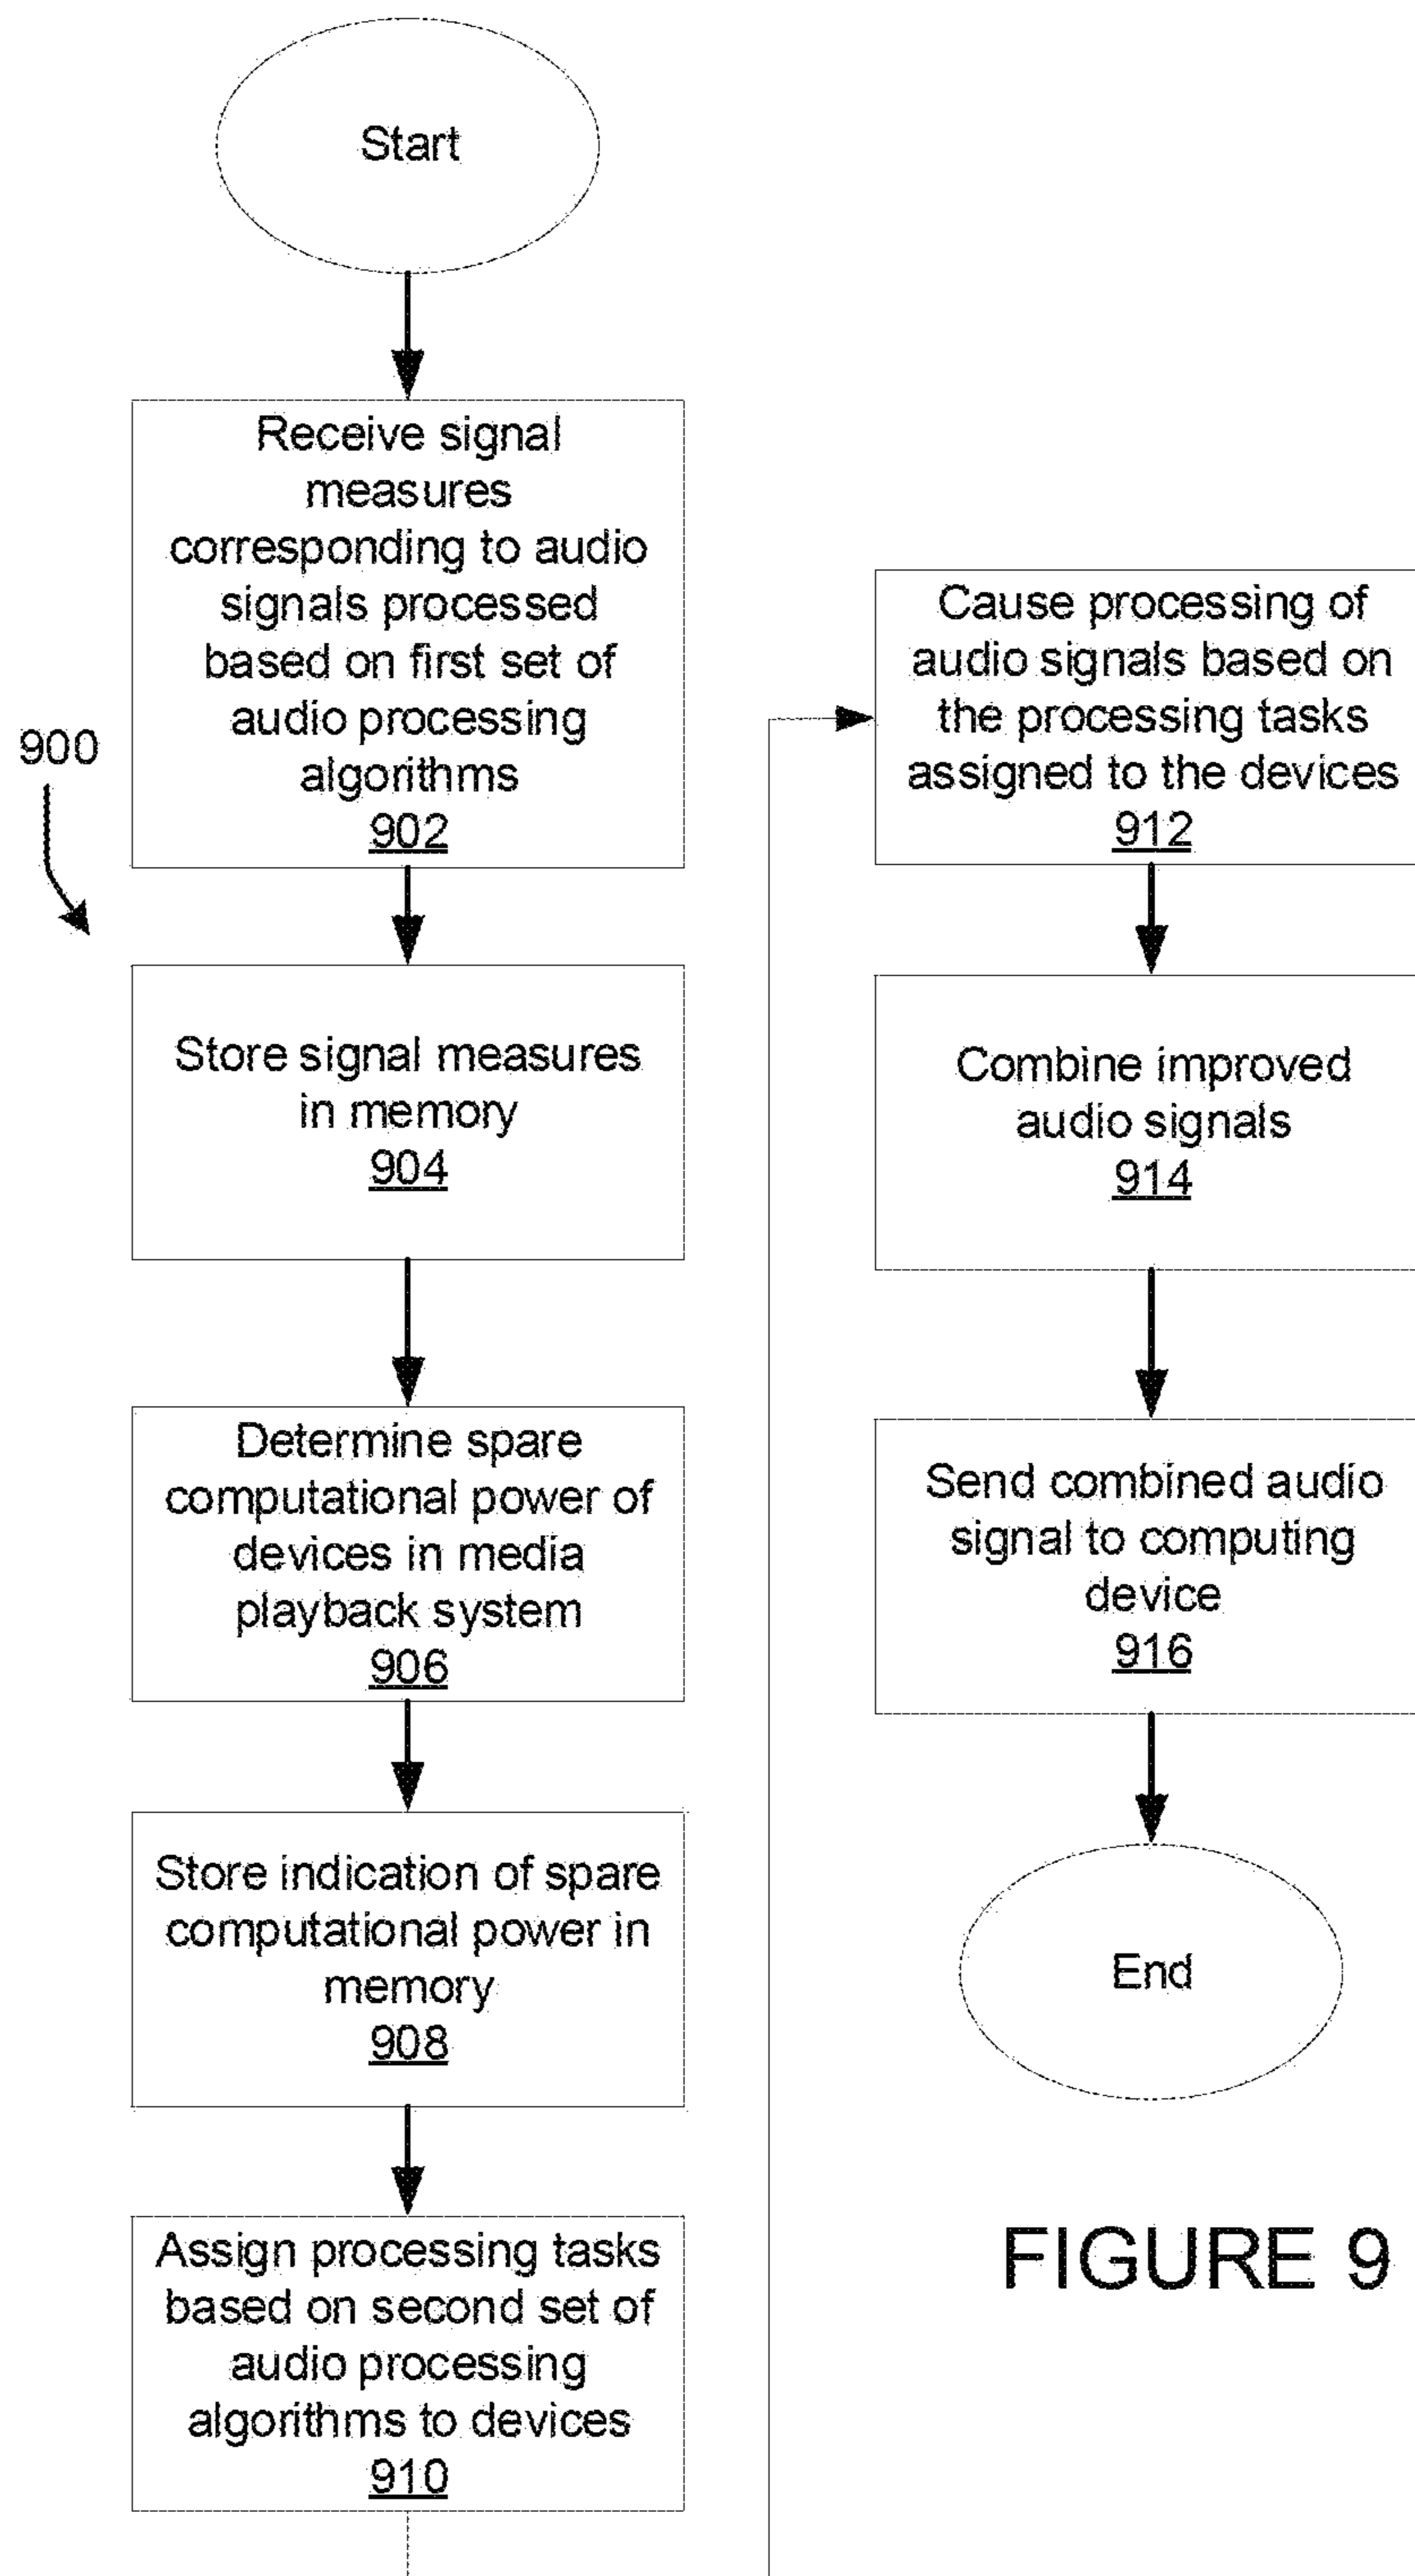 Start
Receive signal
measures
corresponding to audio
signals processed
based on first set of
audio processing
algorithms
902
900
Store signal measures
in memory
904
Determine spare
computational power of
devices in media
playback system
906
Store indication of spare
computational power in
memory
908
Assign processing tasks
based on second set of
audio processing
algorithms to devices
910
Cause processing of
audio signals based on
the processing tasks
assigned to the devices
912
Combine improved
audio signals
914
Send combined audio
signal to computing
device
916
End
FIGURE 9